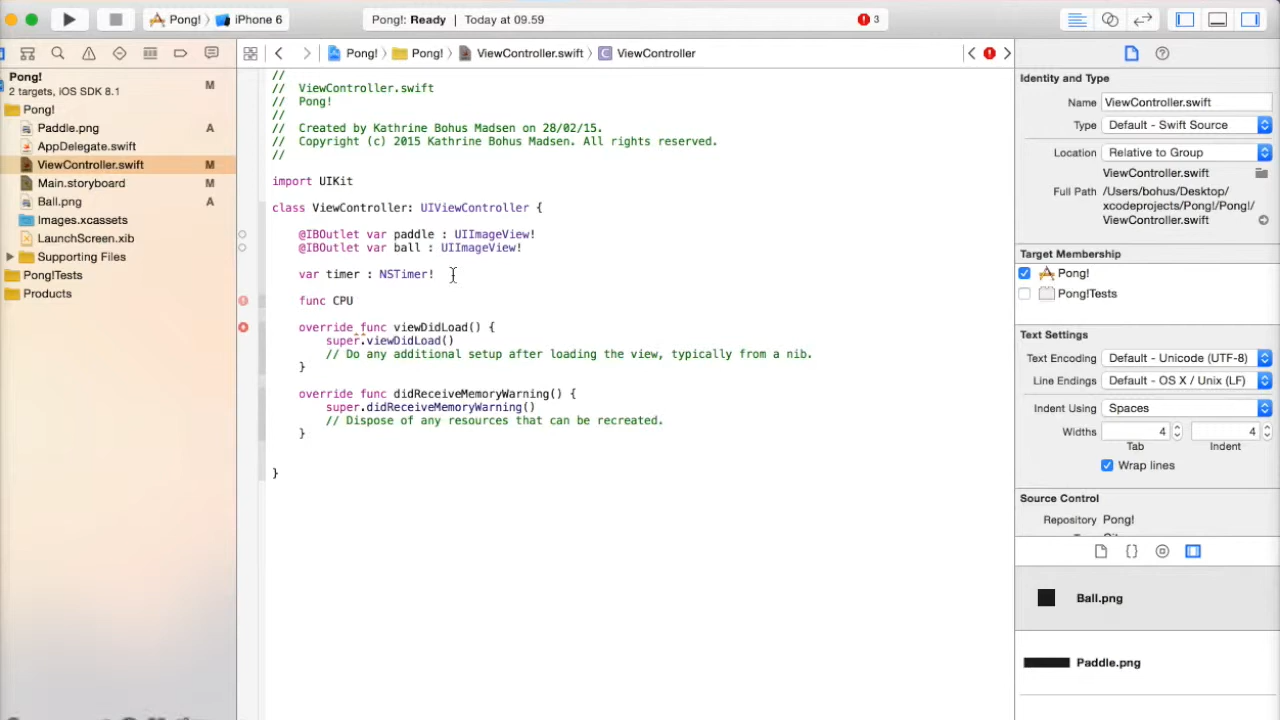 Pong! iPhone 6
Pong!: Ready | Today at 09.59
3
Pong!
2 targets, iOS SDK 8.1
M
Pong!
Paddle.png A
AppDelegate.swift
ViewController.swift M
Main.storyboard M
Ball.png A
Images.xcassets
LaunchScreen.xib
Supporting Files
Pong!Tests
Products
Pong! Pong! ViewController.swift C ViewController
//
// ViewController.swift
// Pong!
//
// Created by Kathrine Bohus Madsen on 28/02/15.
// Copyright (c) 2015 Kathrine Bohus Madsen. All rights reserved.
//
import UIKit
class ViewController: UIViewController {
@IBOutlet var paddle : UIImageView!
@IBOutlet var ball : UIImageView!
var timer : NSTimer!
func CPU
override func viewDidLoad() {
super.viewDidLoad()
// Do any additional setup after loading the view, typically from a nib.
}
override func didReceiveMemoryWarning() {
super.didReceiveMemoryWarning()
// Dispose of any resources that can be recreated.
}
}
Identity and Type
Name ViewController.swift
Type Default - Swift Source
Location Relative to Group
ViewController.swift
Full Path /Users/bohus/Desktop/
xcodeprojects/Pong!/Pong!/
ViewController.swift
Target Membership
Pong!
Pong!Tests
Text Settings
Text Encoding Default - Unicode (UTF-8)
Line Endings Default - OS X / Unix (LF)
Indent Using Spaces
Widths 4 4
Tab Indent
Wrap lines
Source Control
Repository Pong!
Ball.png
Paddle.png